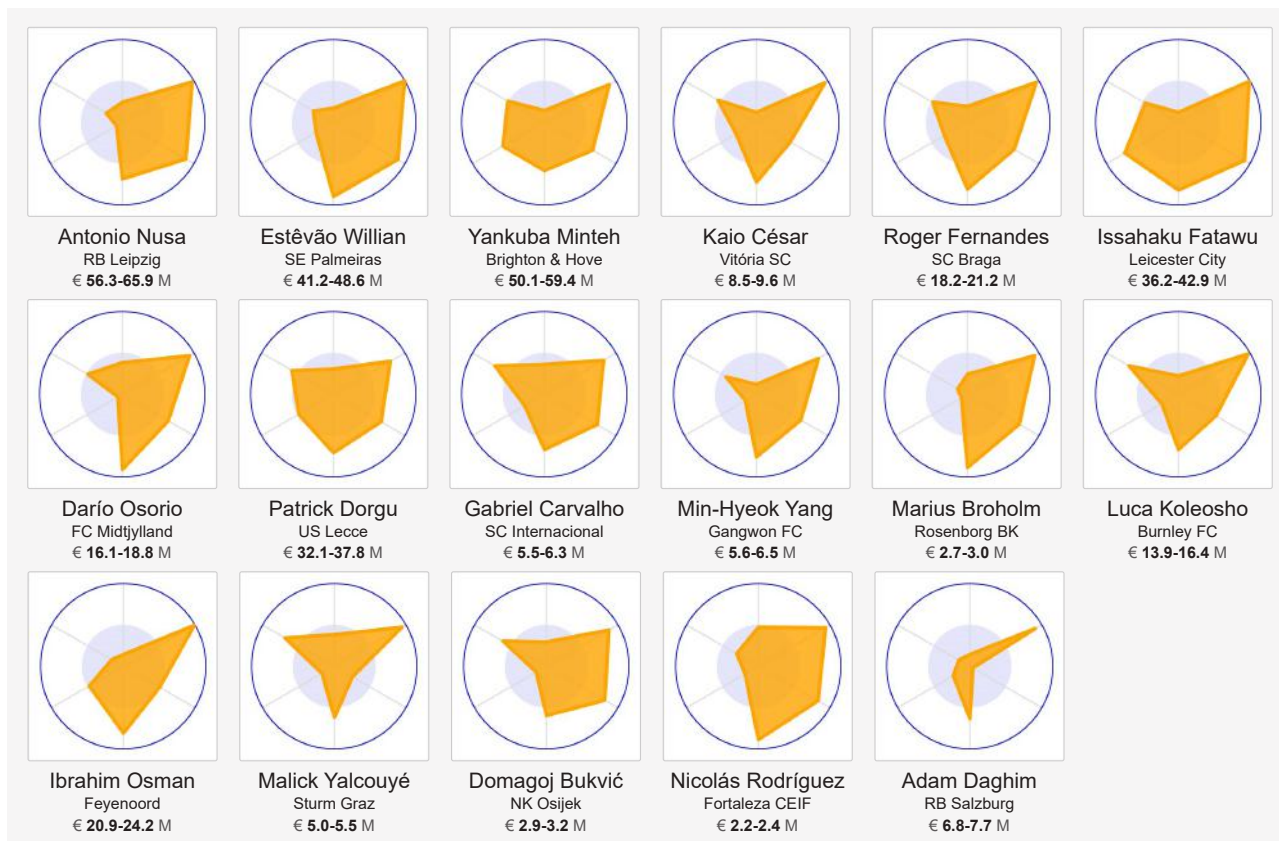 Antonio Nusa
RB Leipzig
€ 56.3-65.9 M
Estêvão Willian
SE Palmeiras
€ 41.2-48.6 M
Yankuba Minteh
Brighton & Hove
€ 50.1-59.4 M
Kaio César
Vitória SC
€ 8.5-9.6 M
Roger Fernandes
SC Braga
€ 18.2-21.2 M
Issahaku Fatawu
Leicester City
€ 36.2-42.9 M
Darío Osorio
FC Midtjylland
€ 16.1-18.8 M
Patrick Dorgu
US Lecce
€ 32.1-37.8 M
Gabriel Carvalho
SC Internacional
€ 5.5-6.3 M
Min-Hyeok Yang
Gangwon FC
€ 5.6-6.5 M
Marius Broholm
Rosenborg BK
€ 2.7-3.0 M
Luca Koleosho
Burnley FC
€ 13.9-16.4 M
Ibrahim Osman
Feyenoord
€ 20.9-24.2 M
Malick Yalcouyé
Sturm Graz
€ 5.0-5.5 M
Domagoj Bukvić
NK Osijek
€ 2.9-3.2 M
Nicolás Rodríguez
Fortaleza CEIF
€ 2.2-2.4 M
Adam Daghim
RB Salzburg
€ 6.8-7.7 M